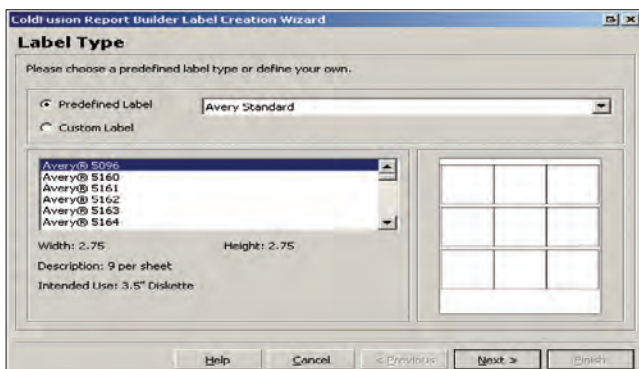 ColdFusion Report Builder Label Creation Wizard
Label Type
Please choose a predefined label type or define your own.
Predefined Label
Avery Standard
Custom Label
Avery® 5096
Avery® 5160
Avery® 5161
Avery® 5162
Avery® 5163
Avery® 5164
Width: 2.75 Height: 2.75
Description: 9 per sheet
Intended Use: 3.5" Diskette
Help Cancel < Previous Next > Finish